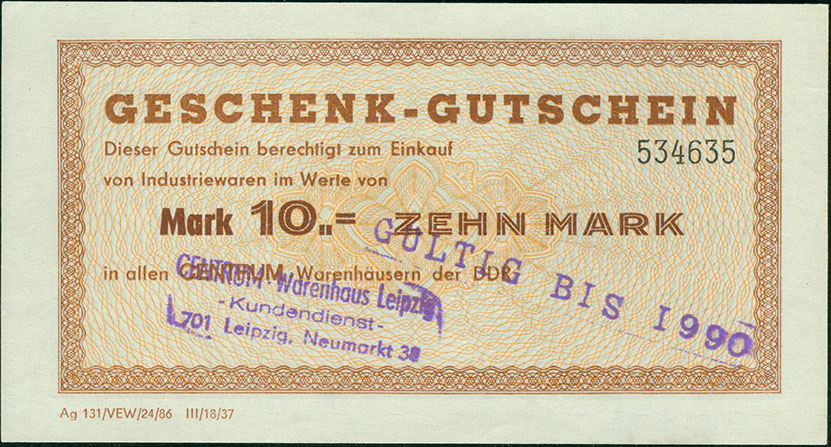 GESCHENK-GUTSCHEIN
Dieser Gutschein berechtigt zum Einkauf
534635
von Industriewaren im Werte von
Mark 10.= ZEHN MARK
in allen CENTRUM Warenhäusern der DDR.
GÜLTIG BIS 1990
CENTRUM-Warenhaus Leipzig
-Kundendienst-
701 Leipzig, Neumarkt 38
Ag 131/VEW/24/86 III/18/37